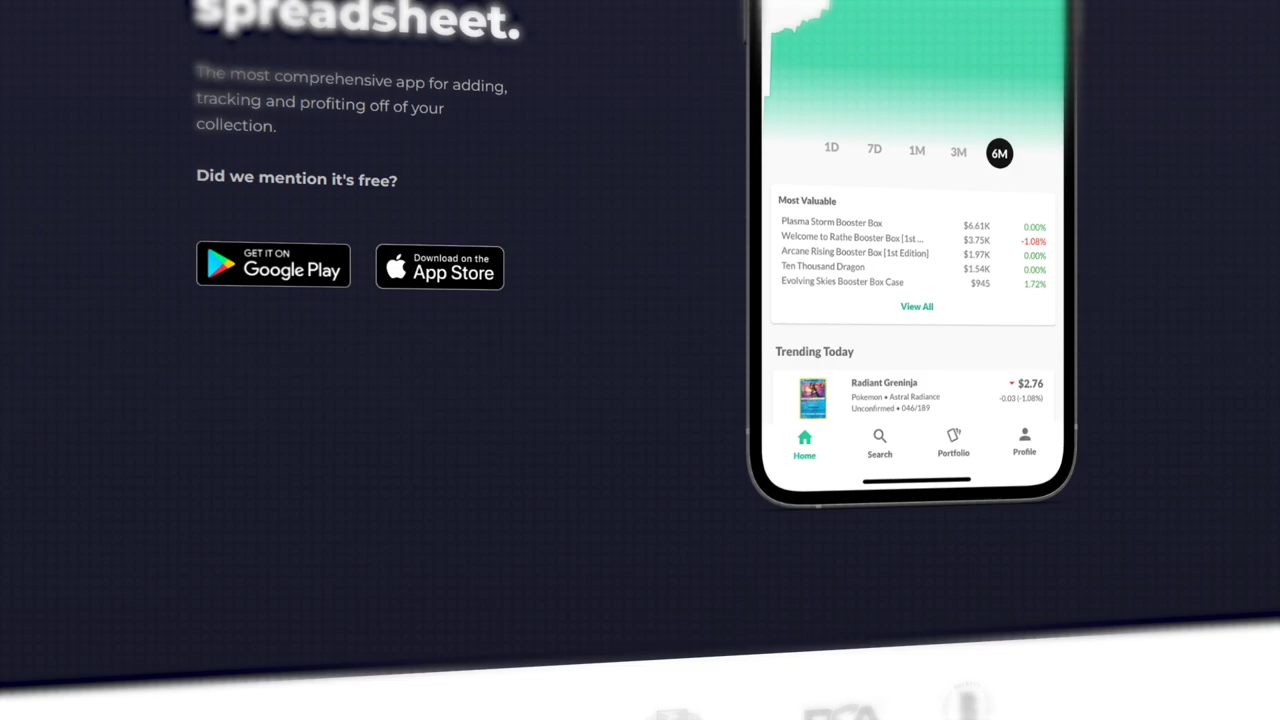 spreadsheet.
The most comprehensive app for adding,
tracking and profiting off of your
collection.
Did we mention it's free?
GET IT ON
Google Play
Download on the
App Store
1D 7D 1M 3M 6M
Most Valuable
Plasma Storm Booster Box $6.61K 0.00%
Welcome to Rathe Booster Box [1st ... $3.75K -1.08%
Arcane Rising Booster Box [1st Edition] $1.97K 0.00%
Ten Thousand Dragon $1.54K 0.00%
Evolving Skies Booster Box Case $945 1.72%
View All
Trending Today
Radiant Greninja $2.76
Pokemon • Astral Radiance -0.03 (-1.08%)
Unconfirmed • 046/189
Home Search Portfolio Profile